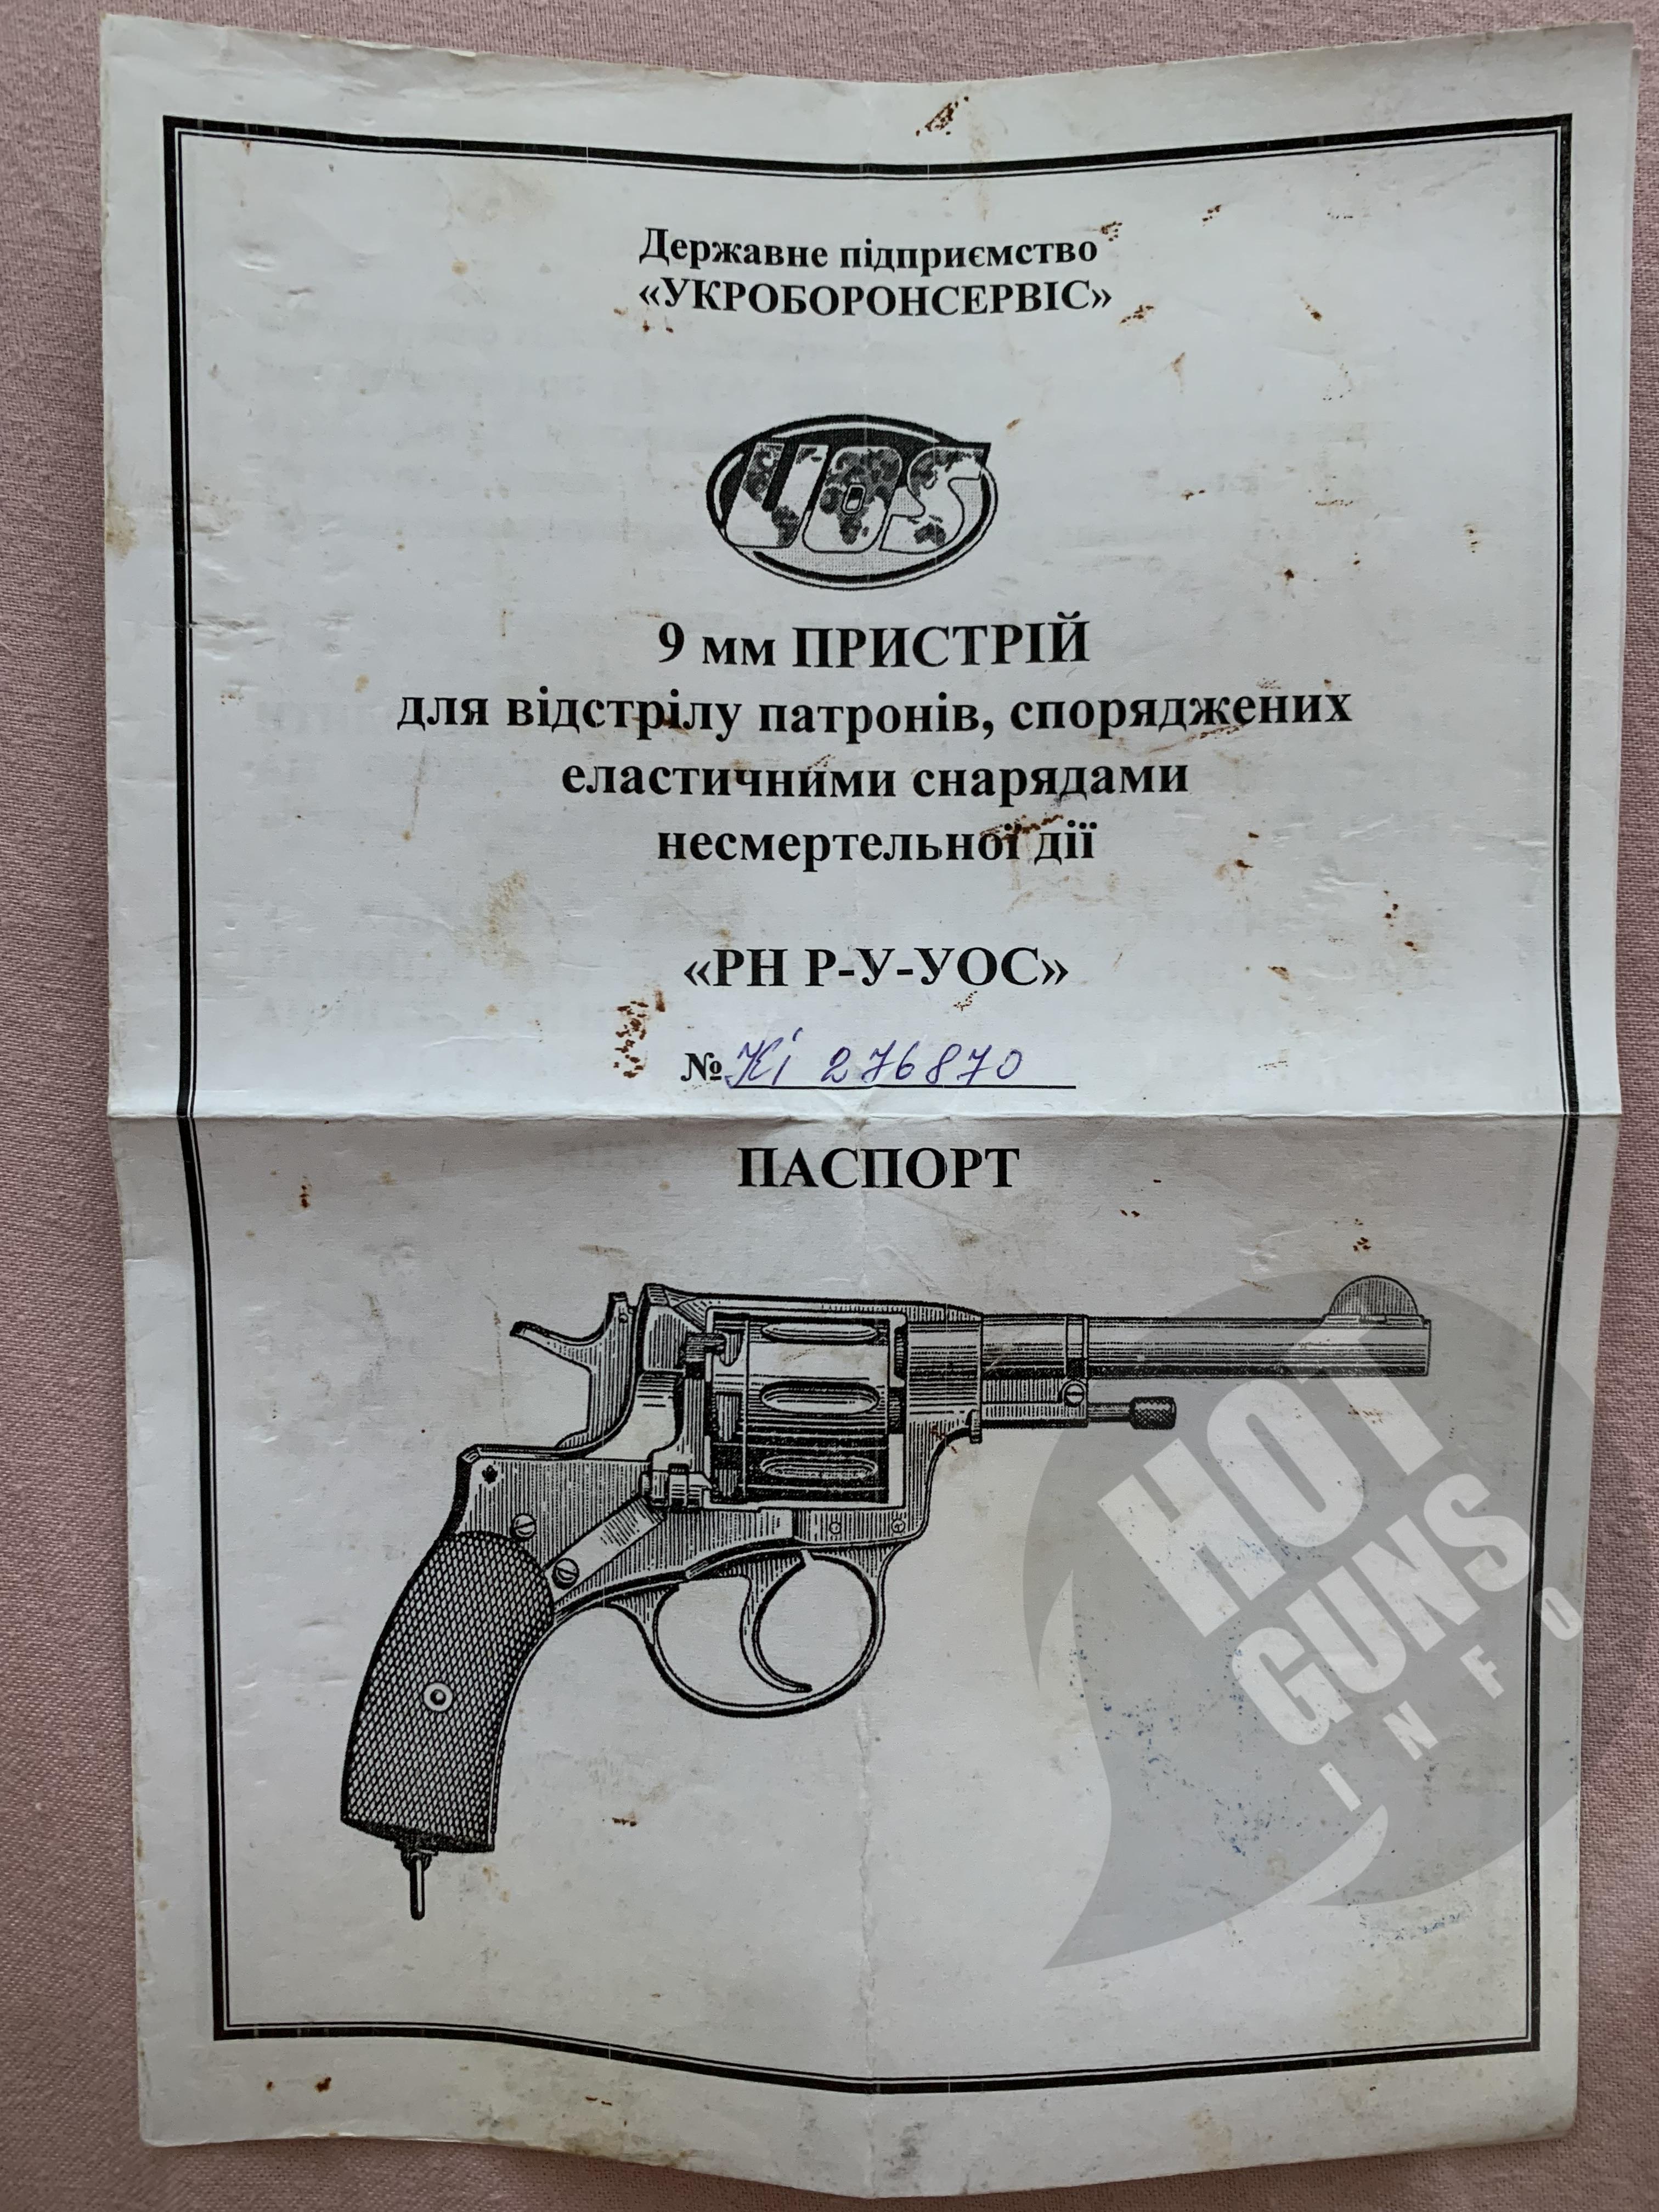 Державне підприємство
«УКРОБОРОНСЕРВІС»
UOS
9 мм ПРИСТРІЙ
для відстрілу патронів, споряджених
еластичними снарядами
несмертельної дії
«РН Р-У-УОС»
№ Кі 276870
ПАСПОРТ
HOT
GUNS
INFO